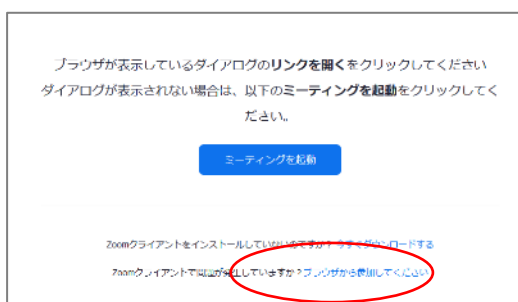 ブラウザが表示しているダイアログのリンクを開くをクリックしてください
ダイアログが表示されない場合は、以下のミーティングを起動をクリックしてく
ださい。
ミーティングを起動
Zoomクライアントをインストールしていないのですか？今すぐダウンロードする
Zoomクライアントで問題が発生していますか？ブラウザから参加してください